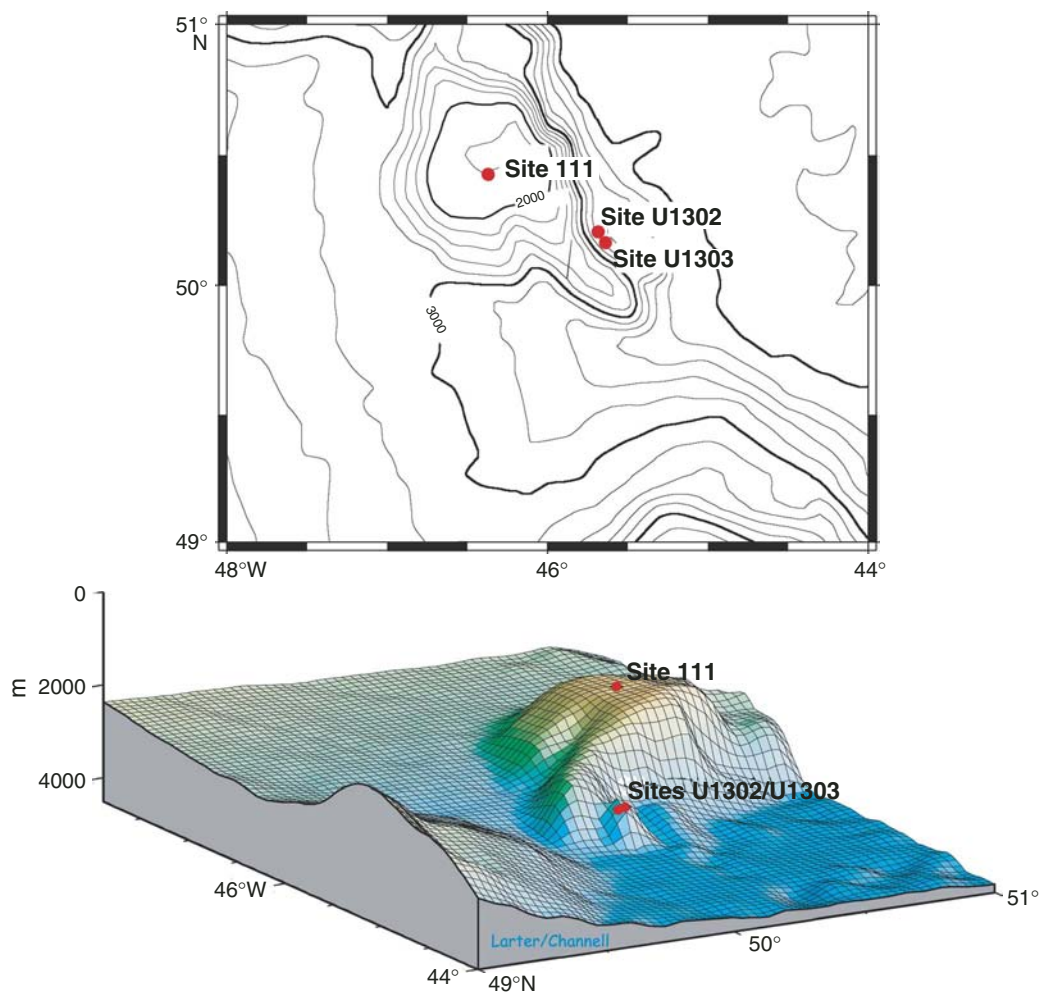 51°
N
Site 111
2000
Site U1302
Site U1303
50°
3000
49°
48°W
46°
44°
0
Site 111
m
2000
4000
Sites U1302/U1303
46°W
51°
50°
Larter/Channell
44°
49°N